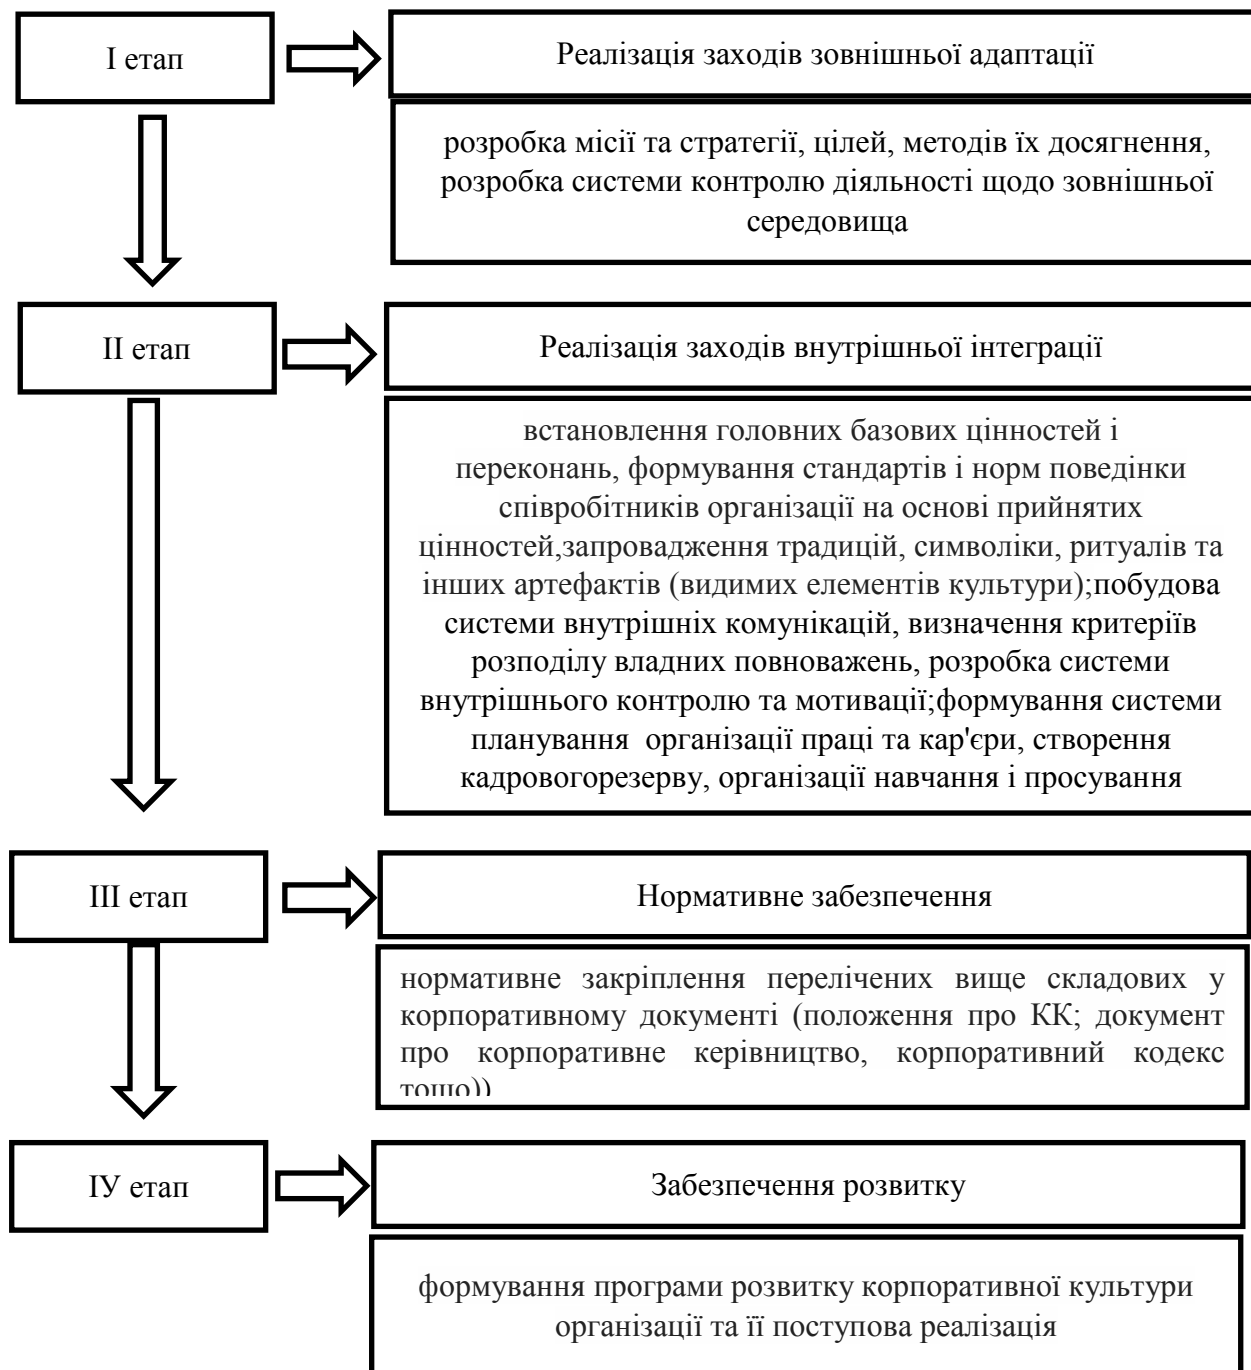 І етап
Реалізація заходів зовнішньої адаптації
розробка місії та стратегії, цілей, методів їх досягнення,
розробка системи контролю діяльності щодо зовнішньої
середовища
ІІ етап
Реалізація заходів внутрішньої інтеграції
встановлення головних базових цінностей і
переконань, формування стандартів і норм поведінки
співробітників організації на основі прийнятих
цінностей,запровадження традицій, символіки, ритуалів та
інших артефактів (видимих елементів культури);побудова
системи внутрішніх комунікацій, визначення критеріїв
розподілу владних повноважень, розробка системи
внутрішнього контролю та мотивації;формування системи
планування  організації праці та кар'єри, створення
кадровогорезерву, організації навчання і просування
ІІІ етап
Нормативне забезпечення
нормативне закріплення перелічених вище складових у
корпоративному документі (положення про КК; документ
про корпоративне керівництво, корпоративний кодекс
тощо))
ІУ етап
Забезпечення розвитку
формування програми розвитку корпоративної культури
організації та її поступова реалізація